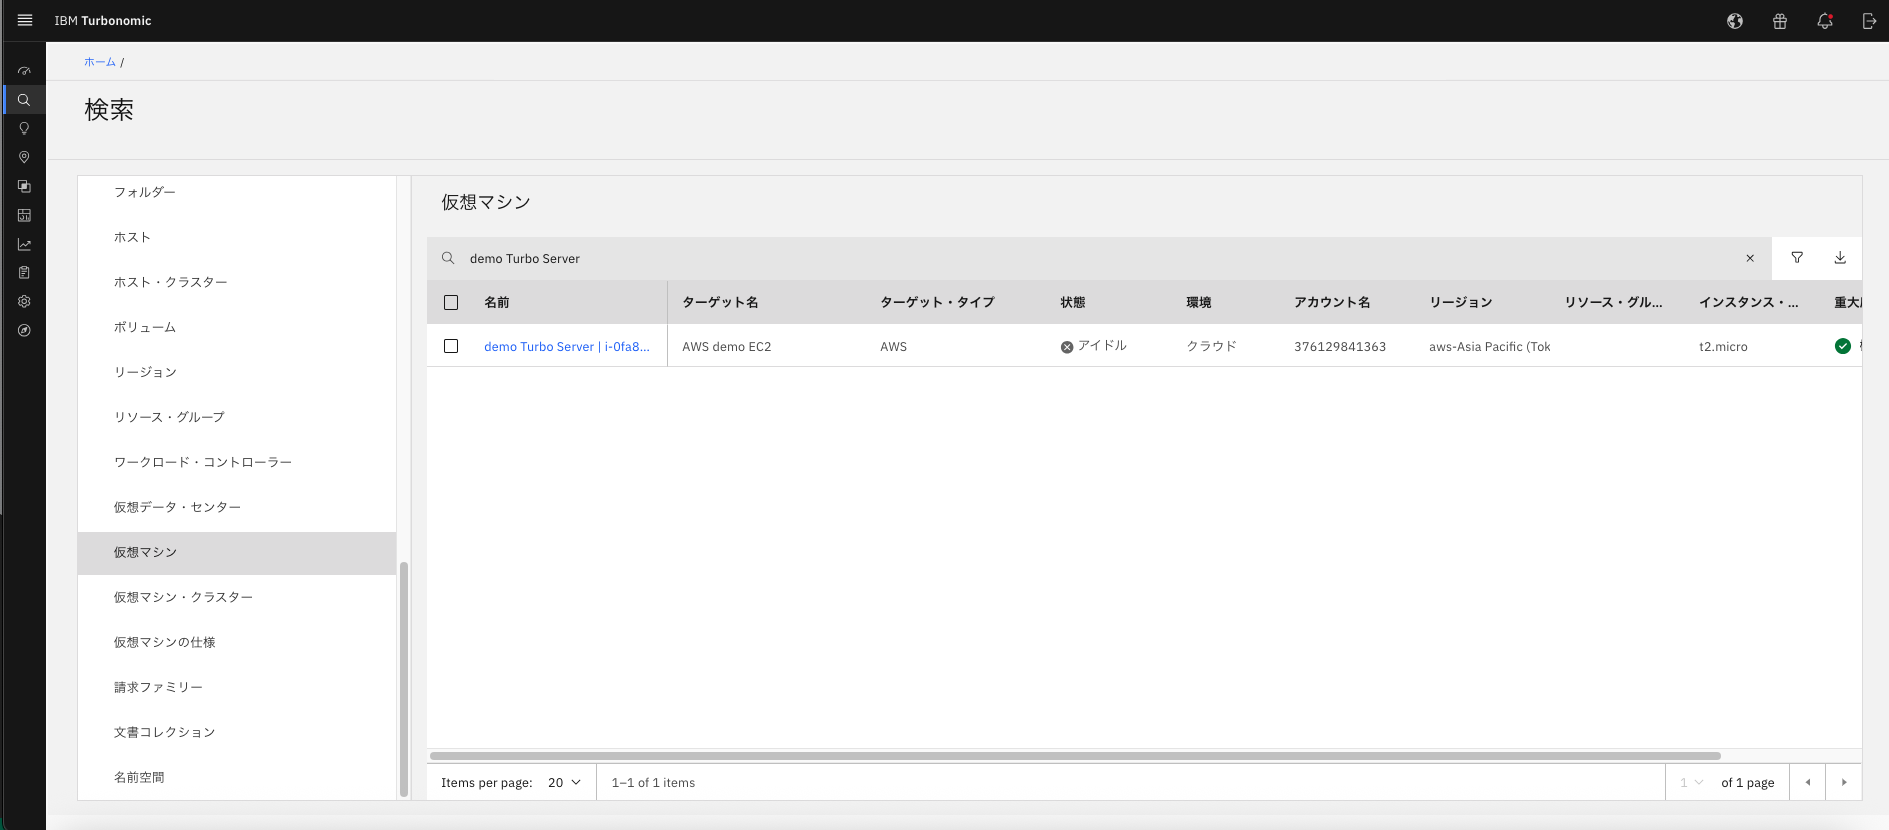 IBM Turbonomic
ホーム /
検索
フォルダー
ホスト
ホスト・クラスター
ボリューム
リージョン
リソース・グループ
ワークロード・コントローラー
仮想データ・センター
仮想マシン
仮想マシン・クラスター
仮想マシンの仕様
請求ファミリー
文書コレクション
名前空間
仮想マシン
demo Turbo Server
名前 ターゲット名 ターゲット・タイプ 状態 環境 アカウント名 リージョン リソース・グル... インスタンス・... 重大
demo Turbo Server | i-0fa8... AWS demo EC2 AWS アイドル クラウド 376129841363 aws-Asia Pacific (Tok t2.micro
Items per page: 20 1–1 of 1 items 1 of 1 page